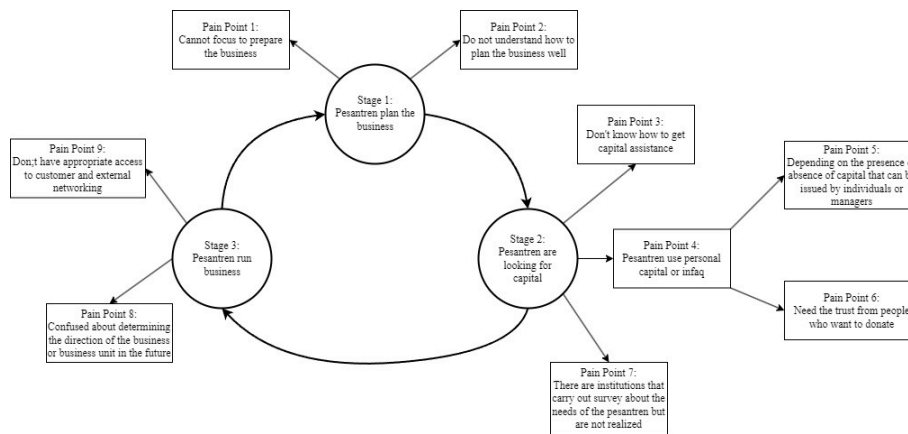 Pain Point 1:
Cannot focus to prepare
the business
Pain Point 2:
Do not understand how to
plan the business well
Stage 1:
Pesantren plan the
business
Pain Point 3:
Don't know how to get
capital assistance
Pain Point 9:
Don;t have appropriate access
to customer and external
networking
Pain Point 5:
Depending on the presence
absence of capital that can
issued by individuals or
managers
Stage 3:
Pesantren run
business
Stage 2:
Pesantren are
looking for
capital
Pain Point 4:
Pesantren use personal
capital or infaq
Pain Point 8:
Confused about determining
the direction of the business
or business unit in the future
Pain Point 6:
Need the trust from people
who want to donate
Pain Point 7:
There are institutions that
carry out survey about the
needs of the pesantren but
are not realized